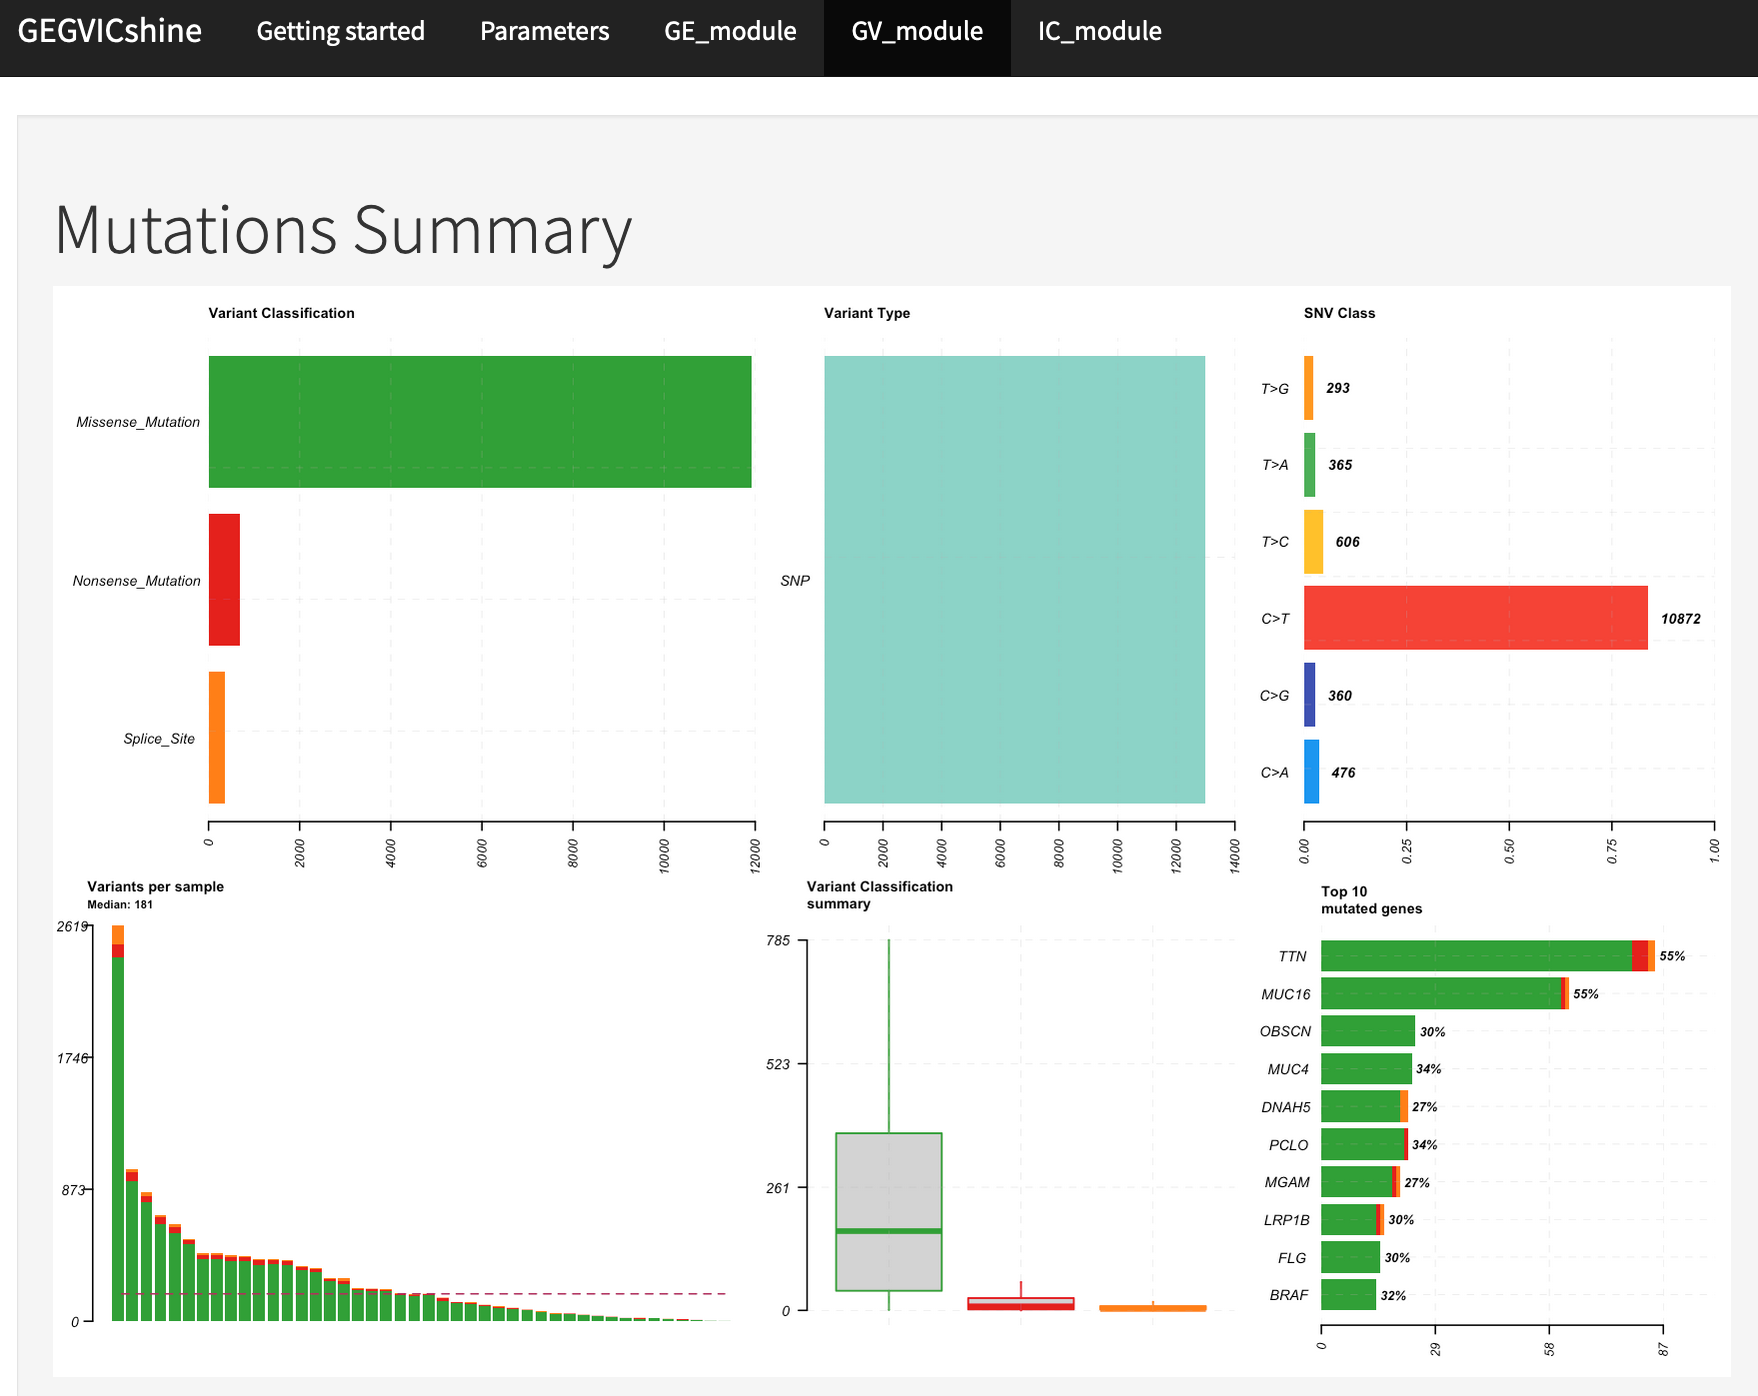 GEGVICshine Getting started Parameters GE_module GV_module IC_module
Mutations Summary
Variant Classification
Missense_Mutation
Nonsense_Mutation
Splice_Site
0 2000 4000 6000 8000 10000 12000
Variant Type
SNP
0 2000 4000 6000 8000 10000 12000 14000
SNV Class
T>G 293
T>A 365
T>C 606
C>T 10872
C>G 360
C>A 476
0.00 0.25 0.50 0.75 1.00
Variants per sample
Median: 181
2619
1746
873
0
Variant Classification
summary
785
523
261
0
Top 10
mutated genes
TTN 55%
MUC16 55%
OBSCN 30%
MUC4 34%
DNAH5 27%
PCLO 34%
MGAM 27%
LRP1B 30%
FLG 30%
BRAF 32%
0 29 58 87